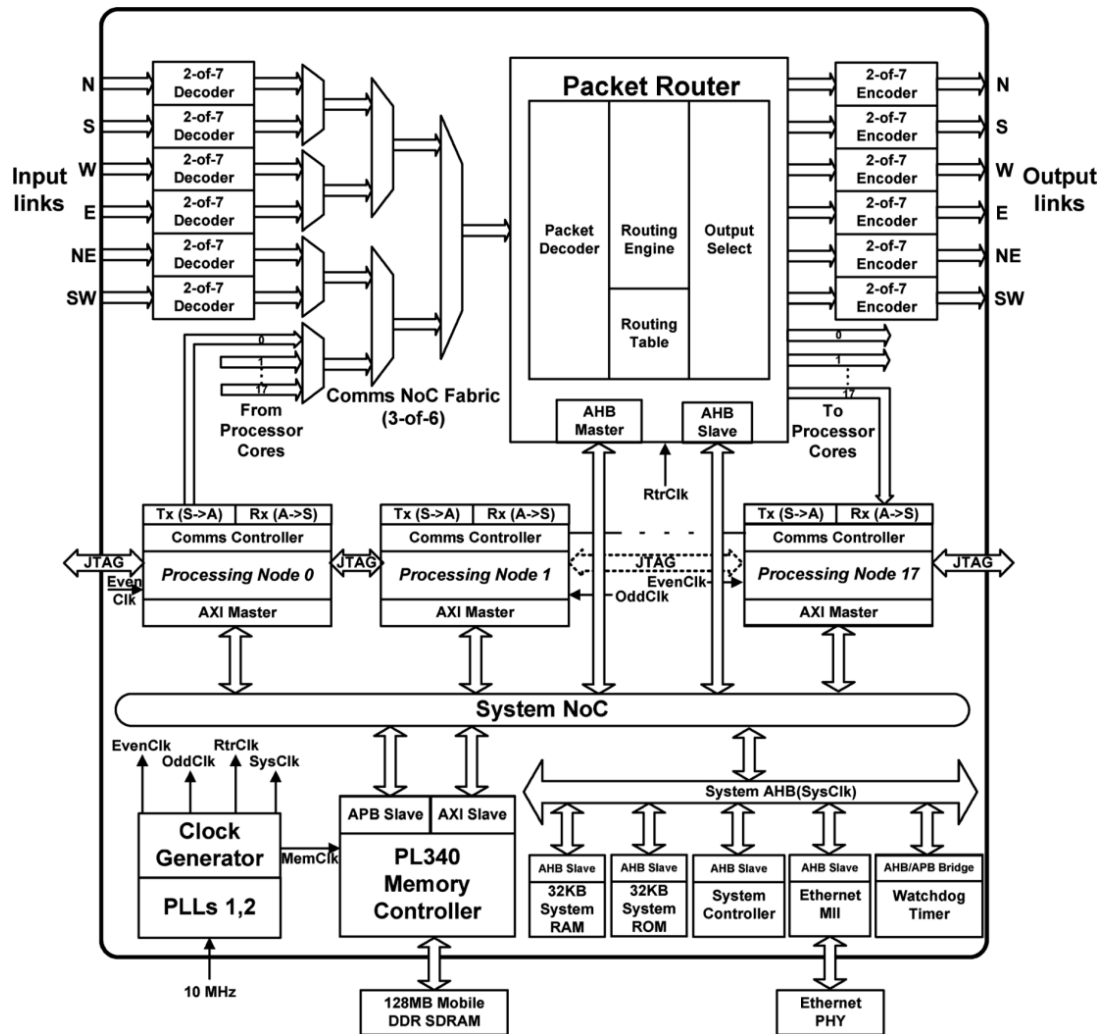 Input
links
N
S
W
E
NE
SW
2-of-7
Decoder
2-of-7
Decoder
2-of-7
Decoder
2-of-7
Decoder
2-of-7
Decoder
2-of-7
Decoder
0
1
17
From
Processor
Cores
Comms NoC Fabric
(3-of-6)
Packet Router
Packet
Decoder
Routing
Engine
Routing
Table
Output
Select
AHB
Master
AHB
Slave
RtrClk
2-of-7
Encoder
2-of-7
Encoder
2-of-7
Encoder
2-of-7
Encoder
2-of-7
Encoder
2-of-7
Encoder
N
S
W
E
NE
SW
Output
links
0
1
17
To
Processor
Cores
JTAG
Even
Clk
Tx (S->A)
Rx (A->S)
Comms Controller
Processing Node 0
AXI Master
JTAG
Tx (S->A)
Rx (A->S)
Comms Controller
Processing Node 1
AXI Master
JTAG
OddClk
EvenClk
Tx (S->A)
Rx (A->S)
Comms Controller
Processing Node 17
AXI Master
JTAG
System NoC
EvenClk
OddClk
RtrClk
SysClk
Clock
Generator
PLLs 1,2
10 MHz
MemClk
APB Slave
AXI Slave
PL340
Memory
Controller
128MB Mobile
DDR SDRAM
System AHB(SysClk)
AHB Slave
32KB
System
RAM
AHB Slave
32KB
System
ROM
AHB Slave
System
Controller
AHB Slave
Ethernet
MII
AHB/APB Bridge
Watchdog
Timer
Ethernet
PHY